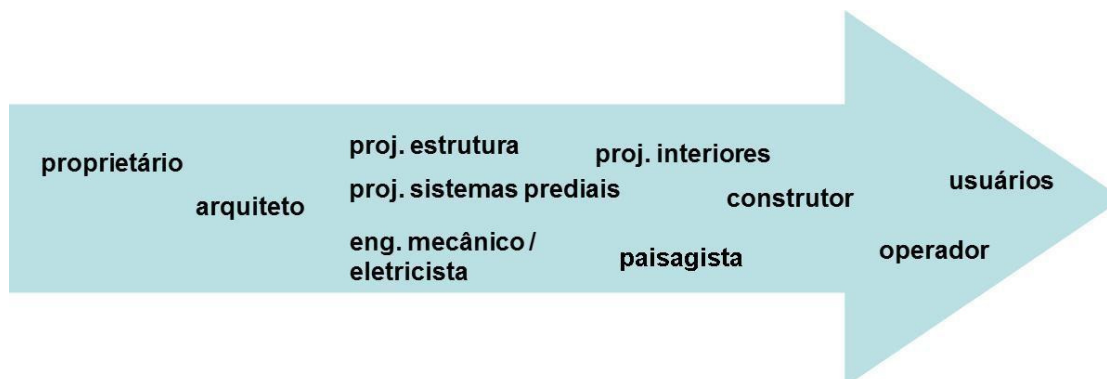 proprietário
arquiteto
proj. estrutura
proj. sistemas prediais
eng. mecânico /
eletricista
proj. interiores
construtor
paisagista
usuários
operador